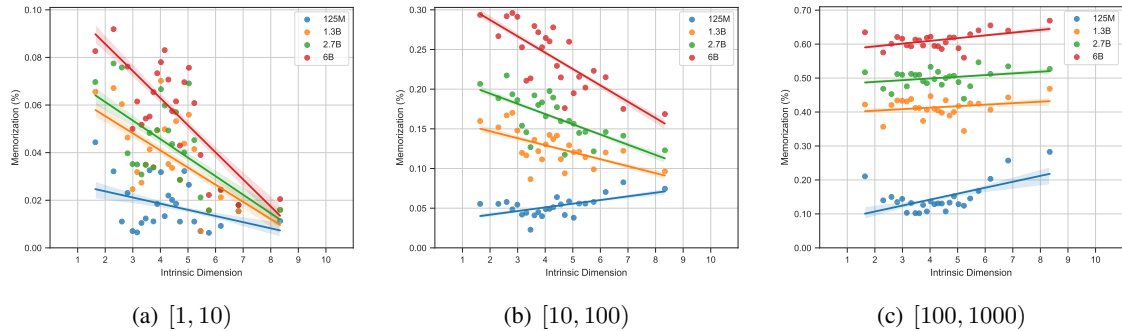 0.10
0.08
0.06
0.04
0.02
0.00
Memorization (%)
125M
1.3B
2.7B
6B
1 2 3 4 5 6 7 8 9 10
Intrinsic Dimension
(a) [1, 10)
0.30
0.25
0.20
0.15
0.10
0.05
0.00
Memorization (%)
125M
1.3B
2.7B
6B
1 2 3 4 5 6 7 8 9 10
Intrinsic Dimension
(b) [10, 100)
0.70
0.60
0.50
0.40
0.30
0.20
0.10
0.00
Memorization (%)
125M
1.3B
2.7B
6B
1 2 3 4 5 6 7 8 9 10
Intrinsic Dimension
(c) [100, 1000)